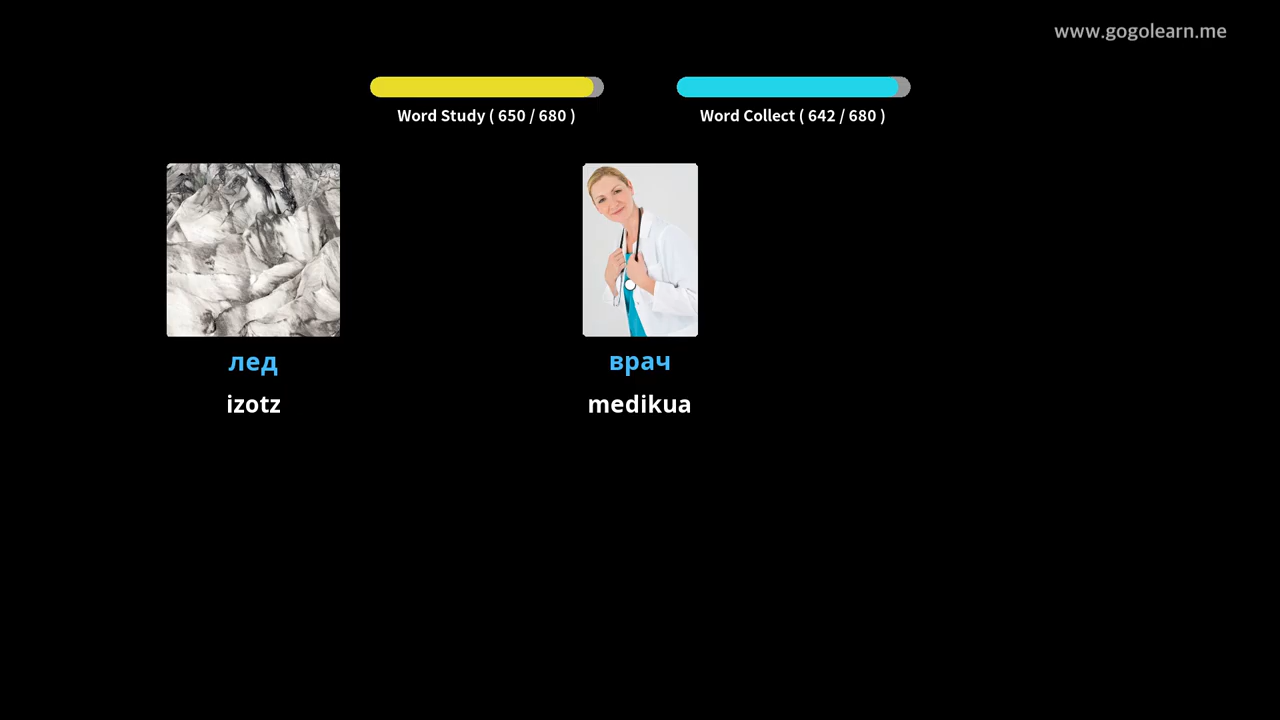 www.gogolearn.me
Word Study ( 650 / 680 )
Word Collect ( 642 / 680 )
лед
врач
izotz
medikua